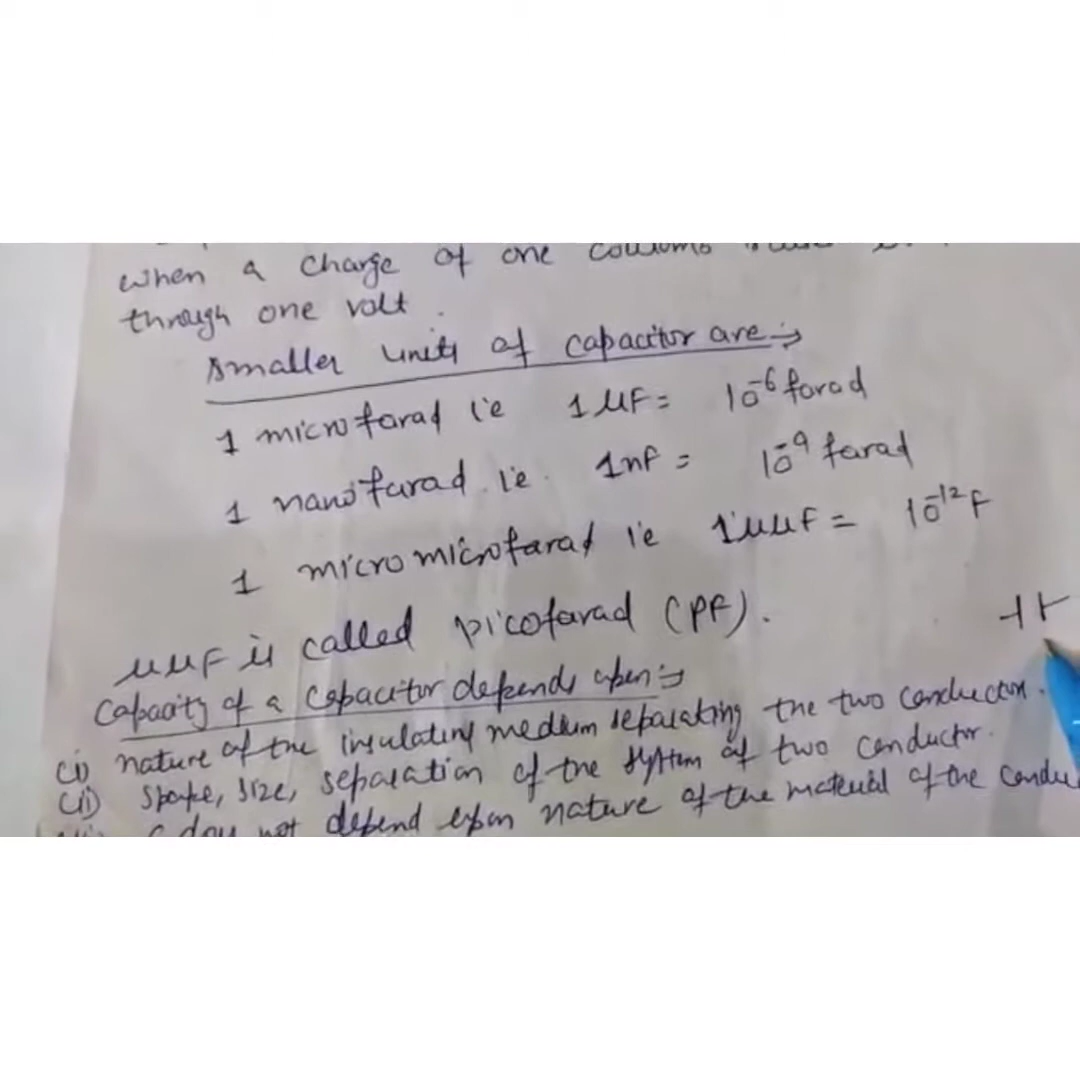 when a charge of one
through one volt.
smaller units of capacitor are :→
1 microfarad i.e 1 μF = 10⁻⁶ farad
1 nanofarad i.e. 1nF = 10⁻⁹ farad
1 micromicrofarad i.e 1μμF = 10⁻¹² F
μμF is called picofarad (PF).
Capacity of a Capacitor depends upon :→
(i) nature of the insulating medium separating the two conductor.
(ii) shape, size, separation of the system of two conductor.
C does not depend upon nature of the material of the